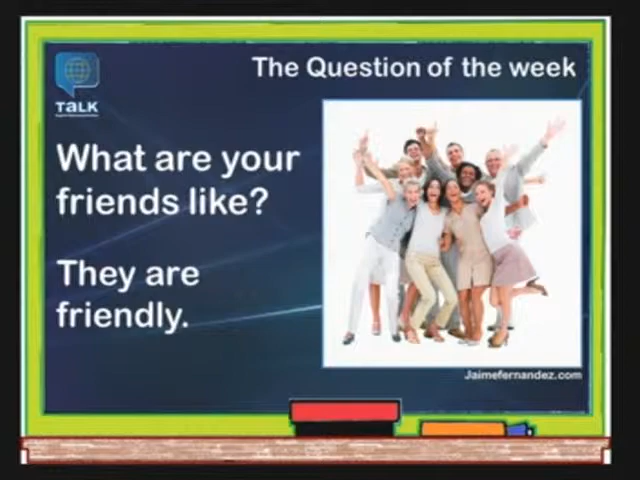 The Question of the week
TaLK
What are your
friends like?
They are
friendly.
Jaimefernandez.com